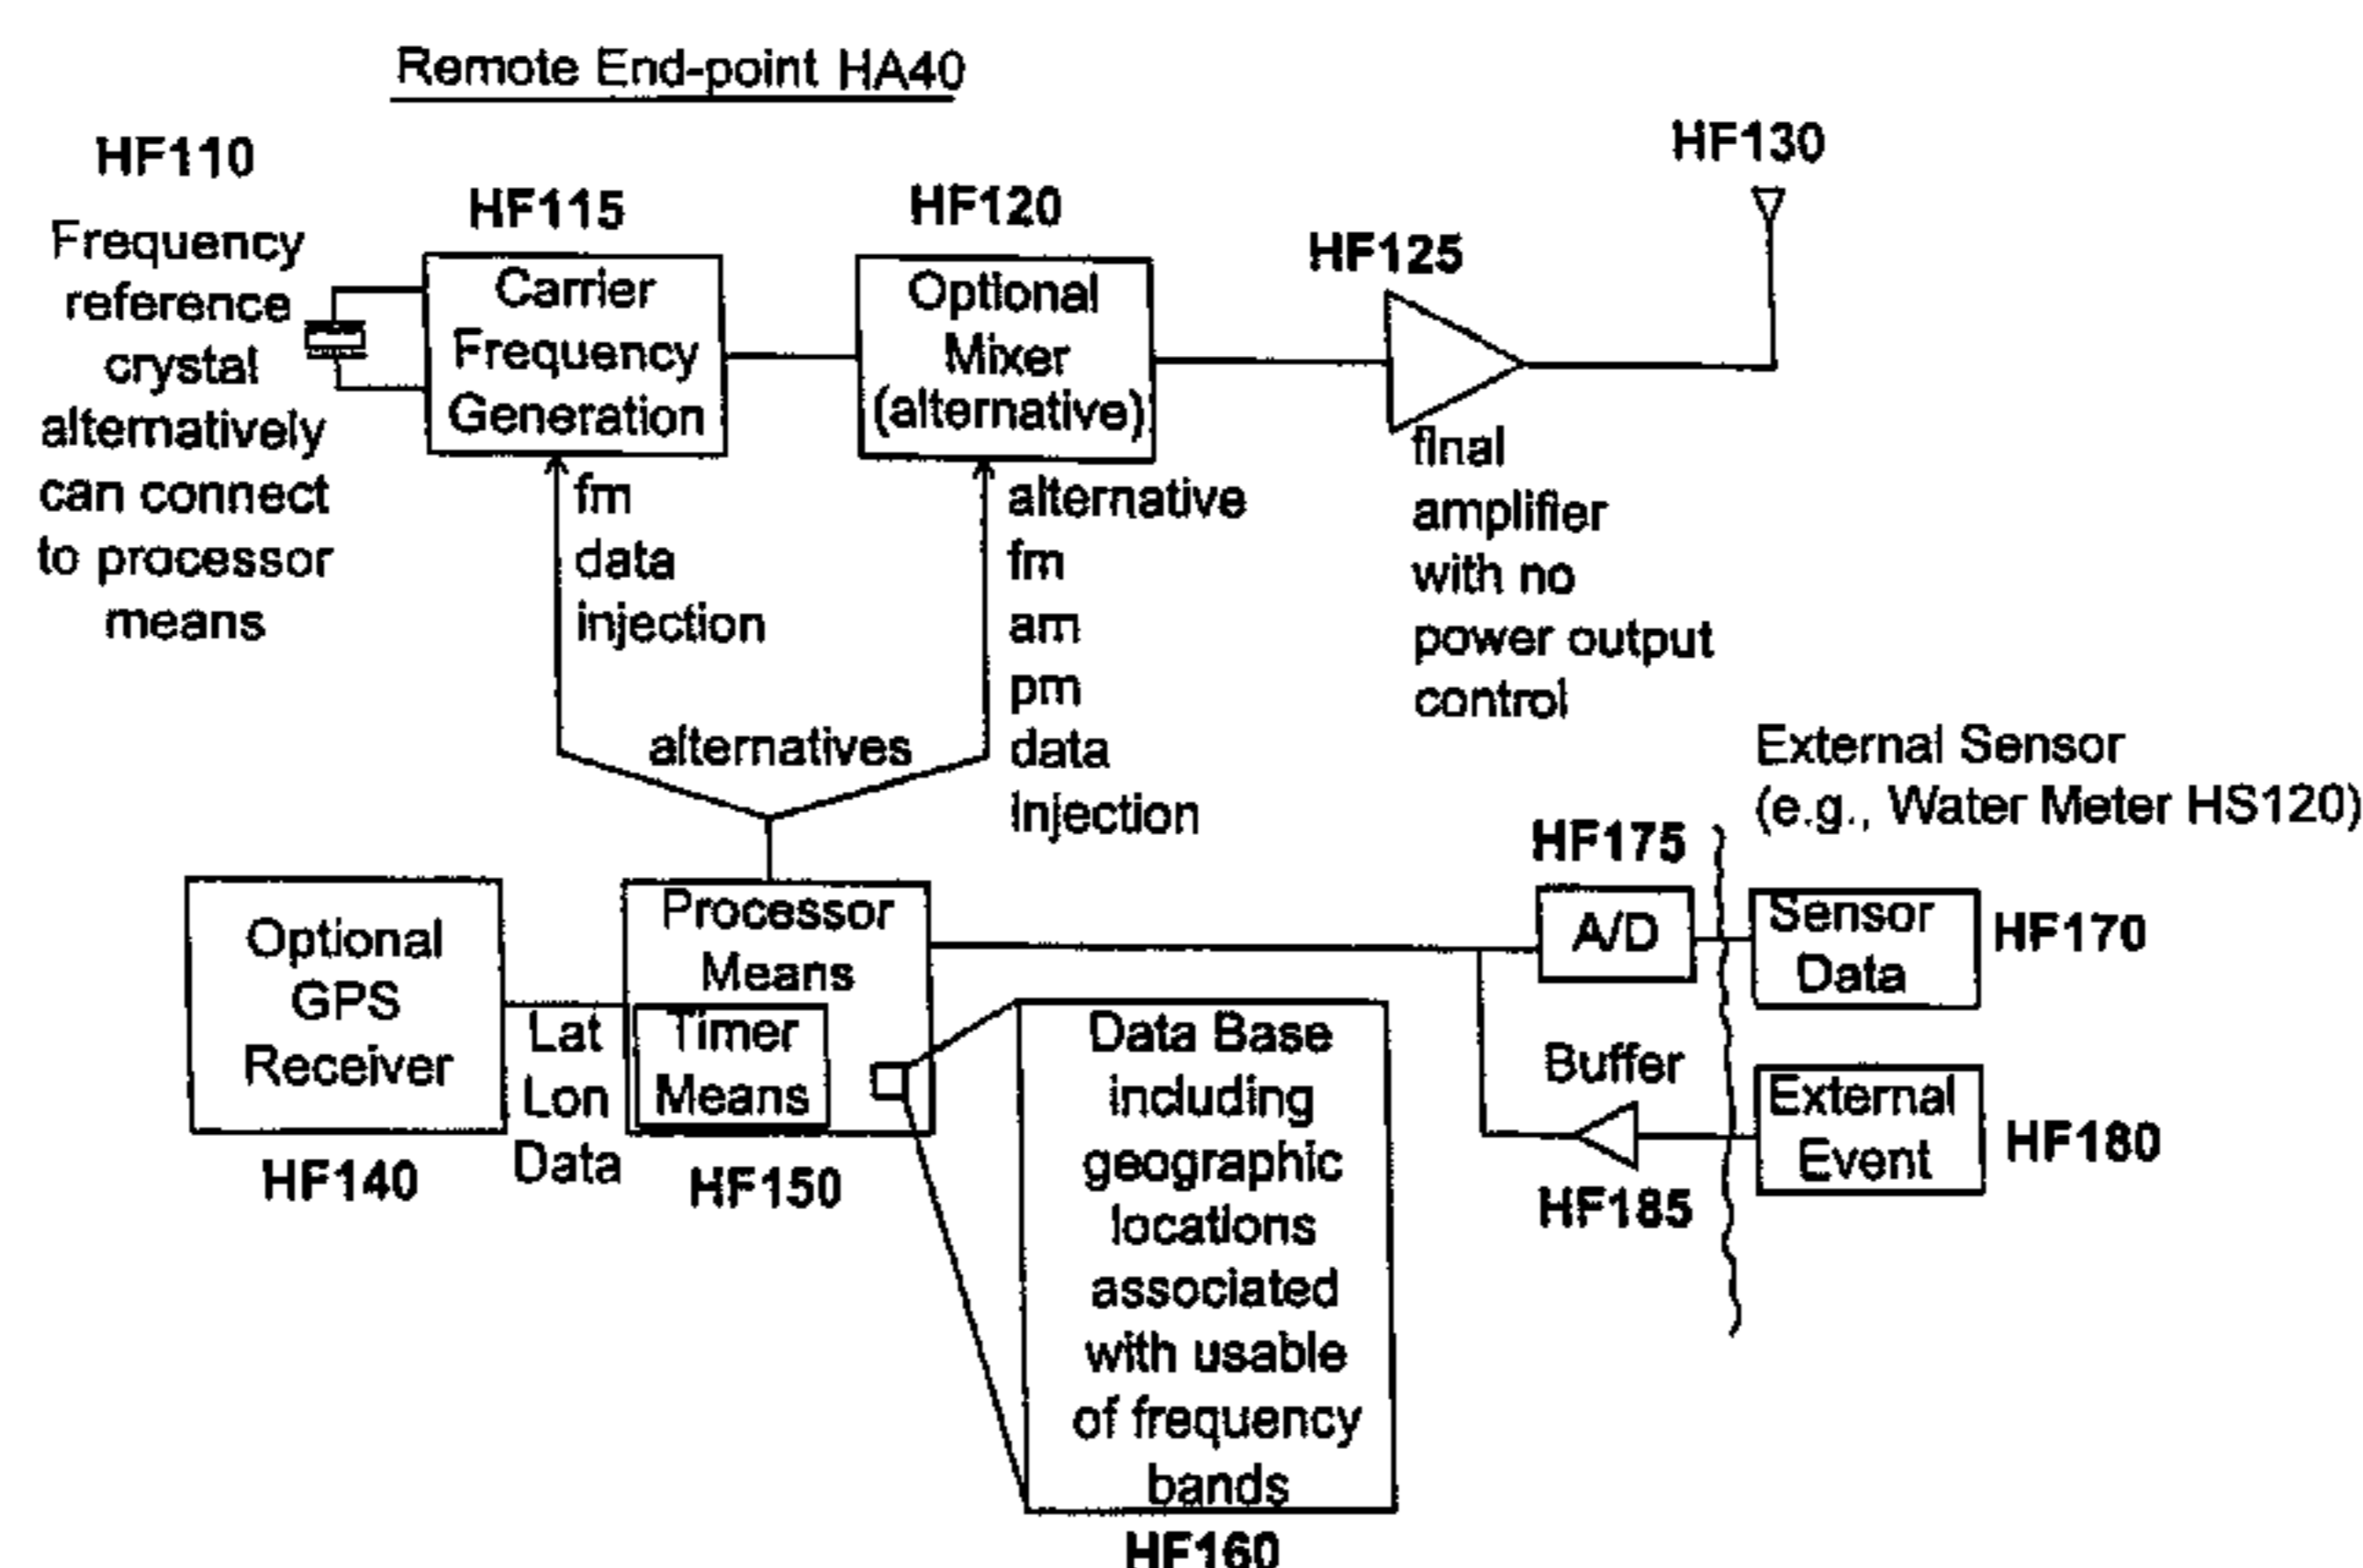 Remote End-point HA40
HF110
Frequency
reference
crystal
alternatively
can connect
to processor
means
HF115
Carrier
Frequency
Generation
HF120
Optional
Mixer
(alternative)
HF125
final
amplifier
with no
power output
control
HF130
fm
data
injection
alternatives
alternative
fm
am
pm
data
injection
External Sensor
(e.g., Water Meter HS120)
Optional
GPS
Receiver
HF140
Lat
Lon
Data
Processor
Means
Timer
Means
HF150
Data Base
including
geographic
locations
associated
with usable
of frequency
bands
HF160
HF175
A/D
Sensor
Data
HF170
Buffer
HF185
External
Event
HF180